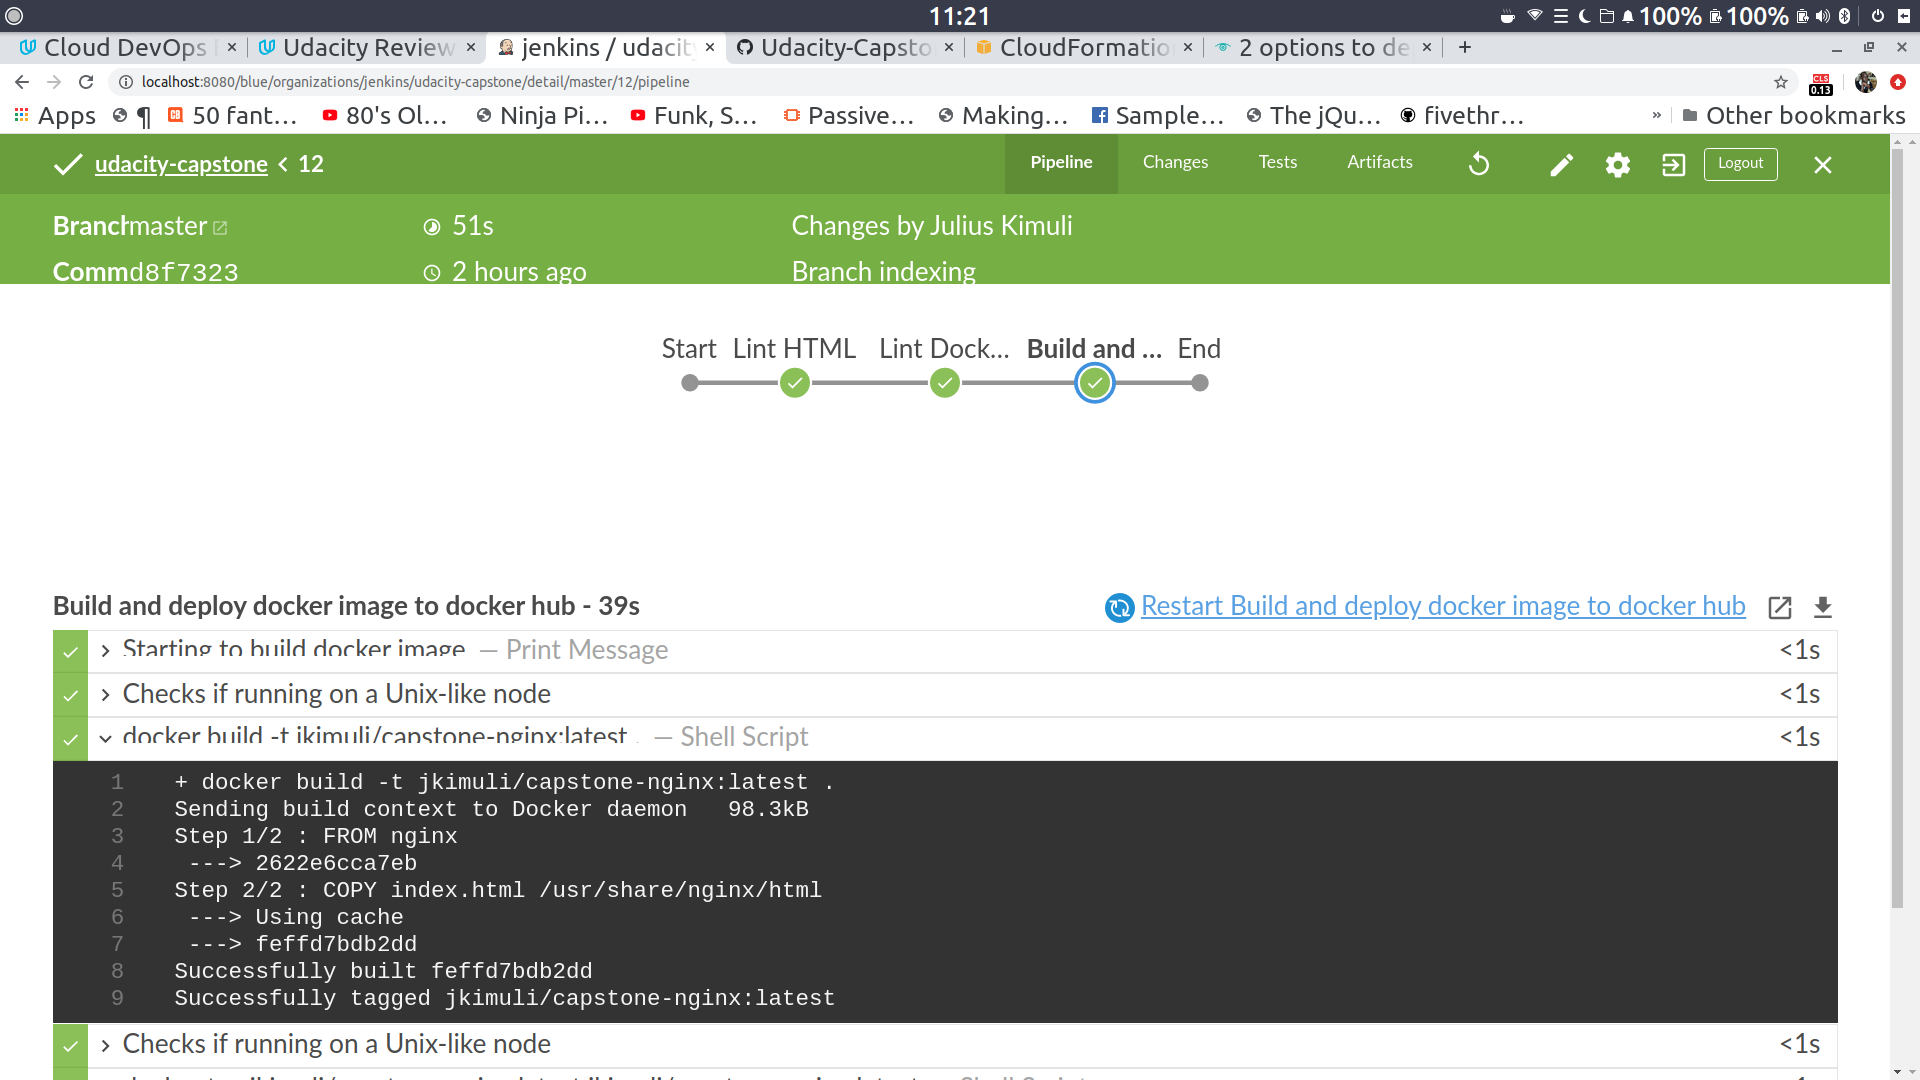 11:21
100% 100%
Cloud DevOps
Udacity Review
jenkins / udacity
Udacity-Capsto
CloudFormatio
2 options to de
localhost:8080/blue/organizations/jenkins/udacity-capstone/detail/master/12/pipeline
CLS
0.13
Apps ¶ 50 fant... 80's Ol... Ninja Pi... Funk, S... Passive... Making... Sample... The jQu... fivethr... » Other bookmarks
udacity-capstone < 12
Pipeline Changes Tests Artifacts Logout
Branch master 51s Changes by Julius Kimuli
Comm d8f7323 2 hours ago Branch indexing
Start Lint HTML Lint Dock... Build and ... End
Build and deploy docker image to docker hub - 39s
Restart Build and deploy docker image to docker hub
Starting to build docker image — Print Message <1s
Checks if running on a Unix-like node <1s
docker build -t jkimuli/capstone-nginx:latest . — Shell Script <1s
1 + docker build -t jkimuli/capstone-nginx:latest .
2 Sending build context to Docker daemon 98.3kB
3 Step 1/2 : FROM nginx
4 ---> 2622e6cca7eb
5 Step 2/2 : COPY index.html /usr/share/nginx/html
6 ---> Using cache
7 ---> feffd7bdb2dd
8 Successfully built feffd7bdb2dd
9 Successfully tagged jkimuli/capstone-nginx:latest
Checks if running on a Unix-like node <1s